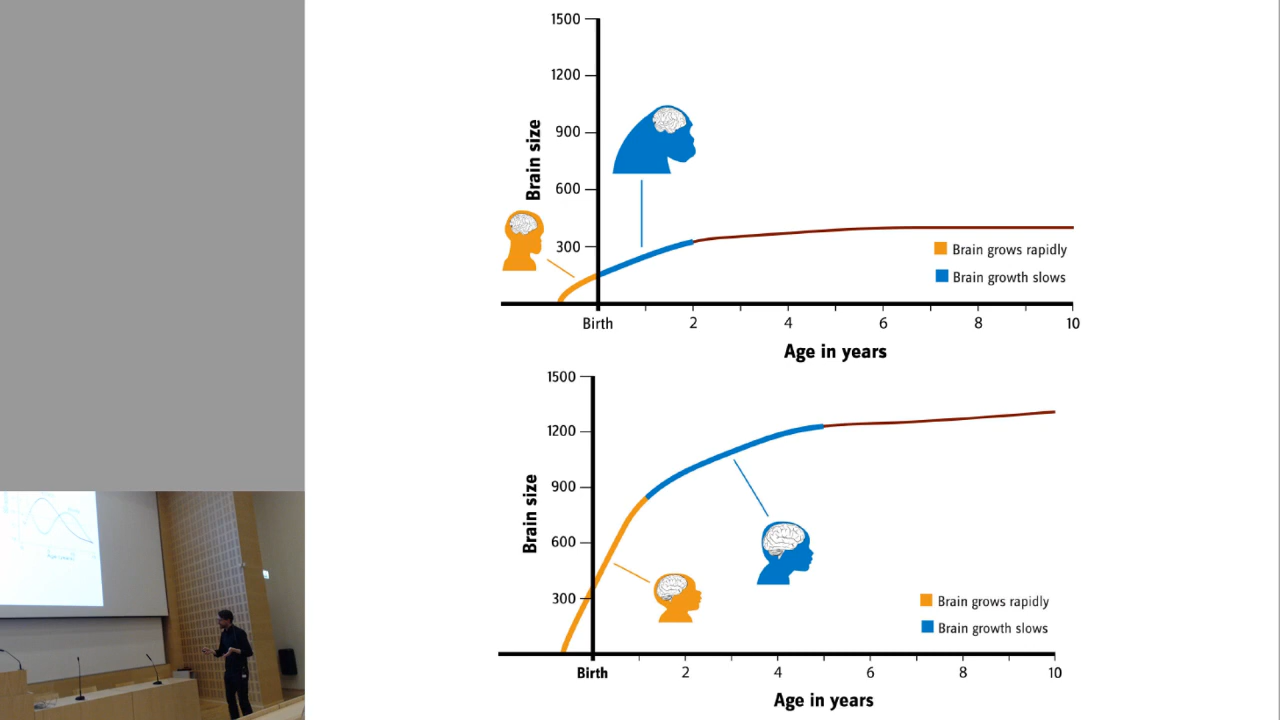 1500
1200
900
600
300
Brain size
Brain grows rapidly
Brain growth slows
Birth
2
4
6
8
10
Age in years
1500
1200
900
600
300
Brain size
Brain grows rapidly
Brain growth slows
Birth
2
4
6
8
10
Age in years